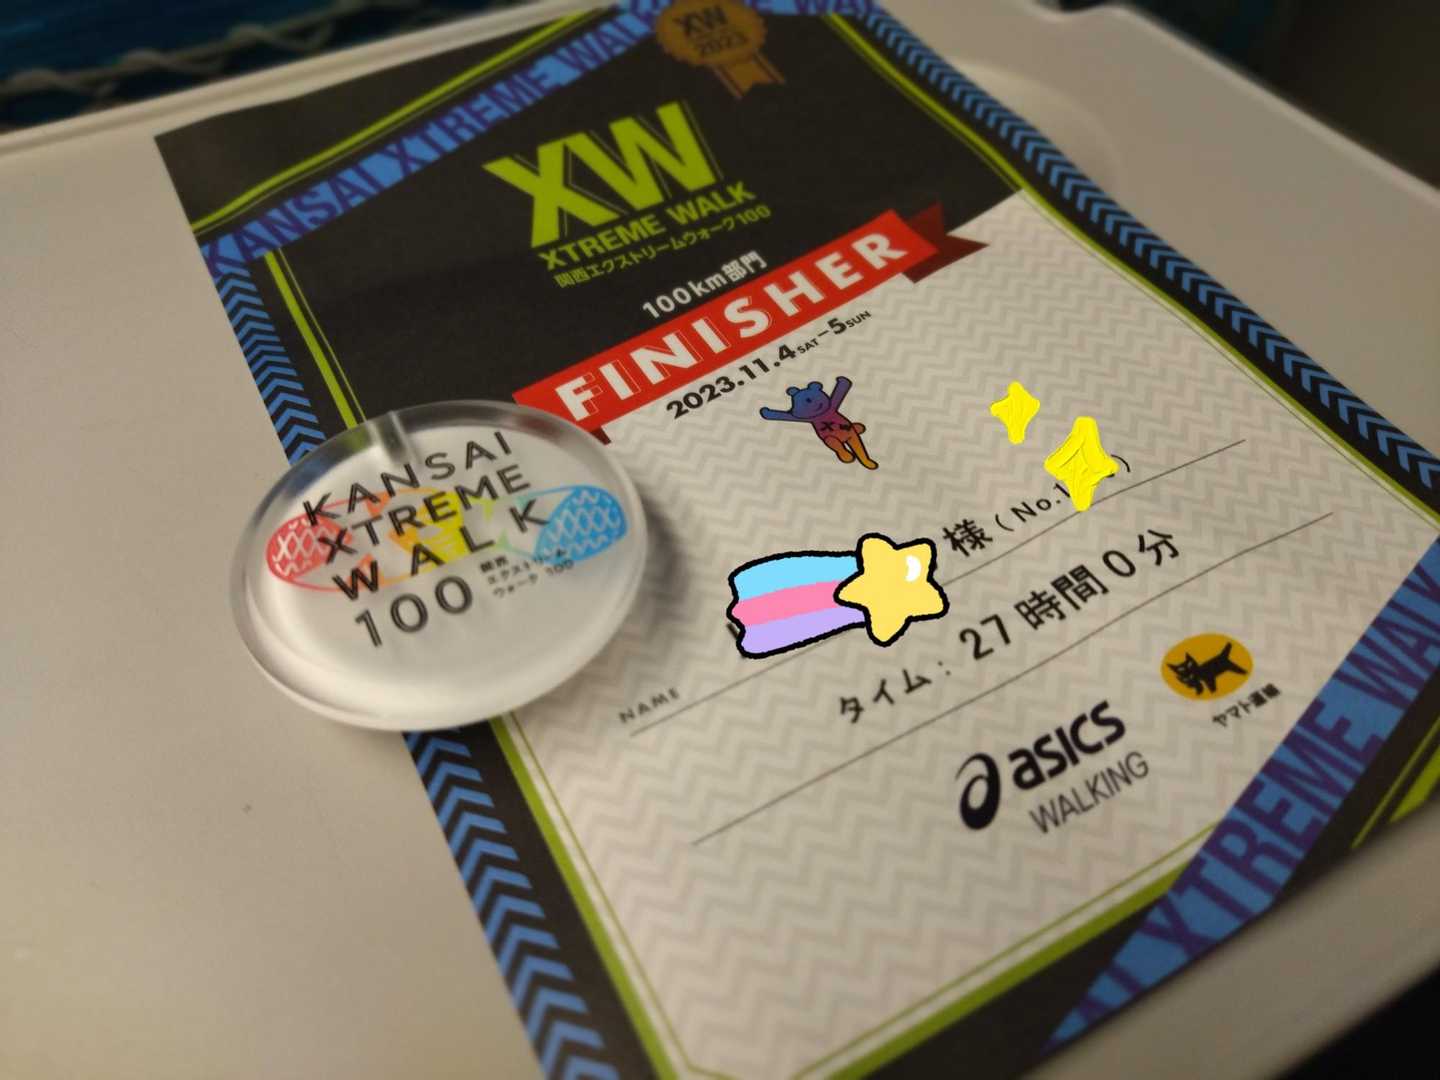 KANSAI XTREME WALK
XW
2023
XW
XTREME WALK
関西エクストリームウォーク100
100km部門
FINISHER
2023.11.4SAT-5SUN
様 (No.1
NAME
タイム: 27時間0分
asics
WALKING
ヤマト運輸
XTREME WALK
KANSAI
XTREME
WALK
100
関西
エクストリーム
ウォーク 100